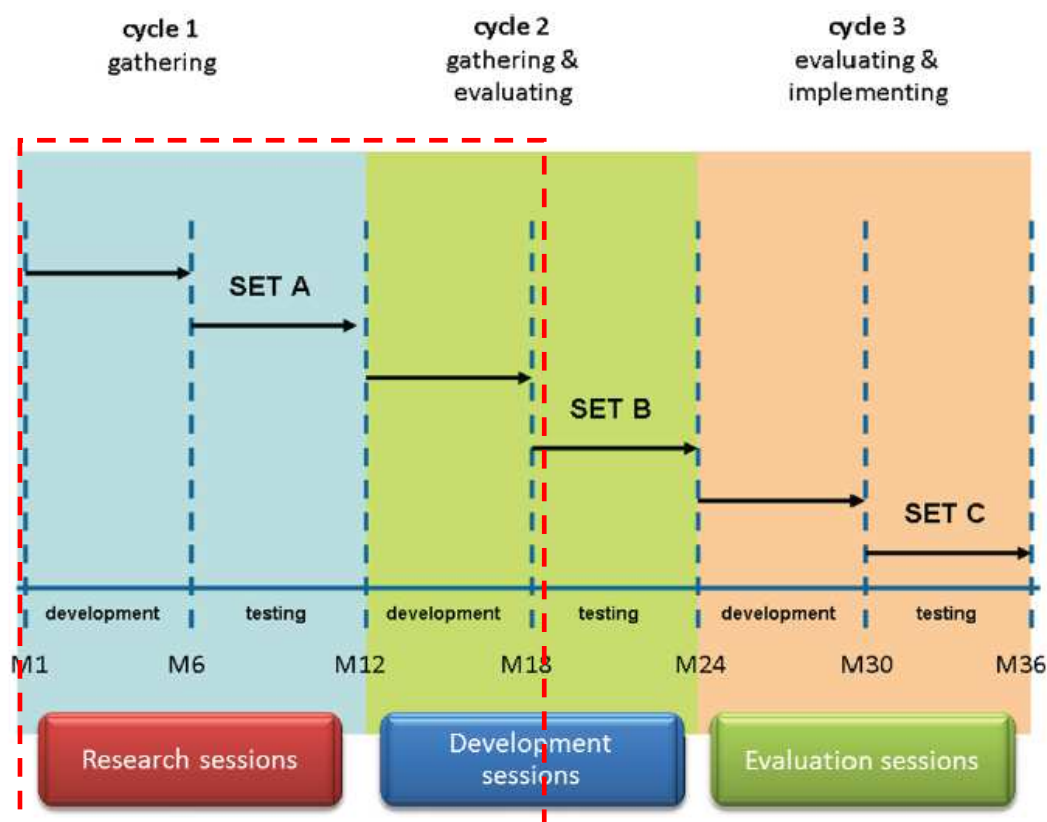 cycle 1
gathering
cycle 2
gathering &
evaluating
cycle 3
evaluating &
implementing
SET A
SET B
SET C
development
testing
development
testing
development
testing
M1
M6
M12
M18
M24
M30
M36
Research sessions
Development
sessions
Evaluation sessions